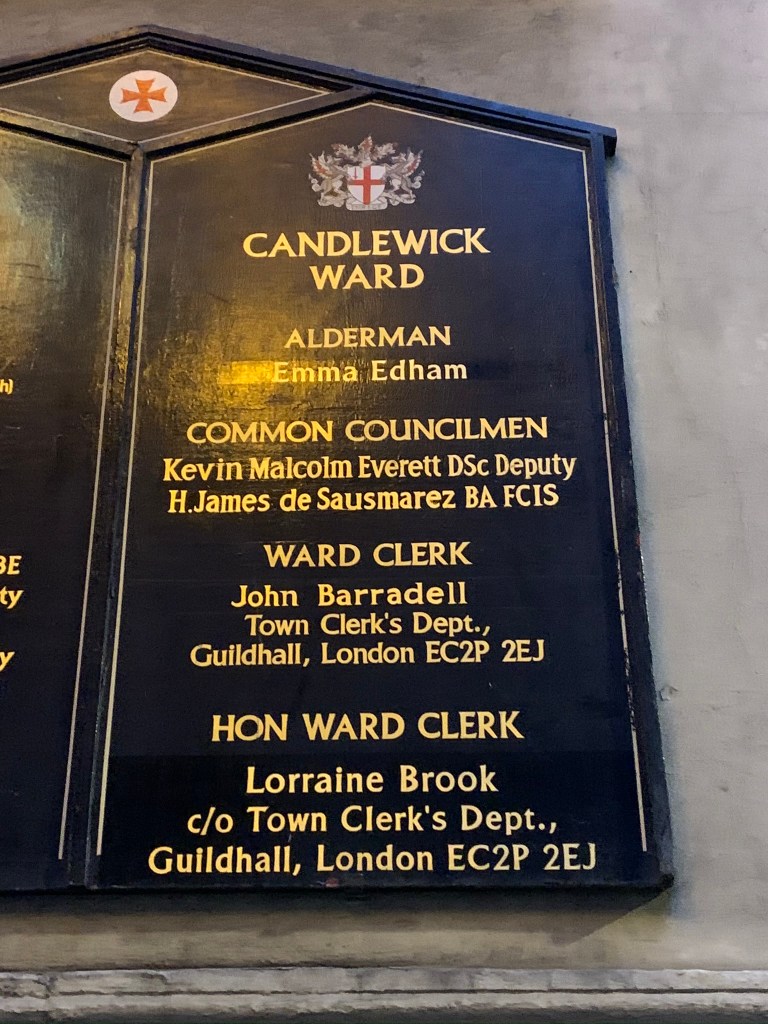 h)
BE
ty
y
CANDLEWICK
WARD
ALDERMAN
Emma Edham
COMMON COUNCILMEN
Kevin Malcolm Everett DSc Deputy
H.James de Sausmarez BA FCIS
WARD CLERK
John Barradell
Town Clerk's Dept.,
Guildhall, London EC2P 2EJ
HON WARD CLERK
Lorraine Brook
c/o Town Clerk's Dept.,
Guildhall, London EC2P 2EJ